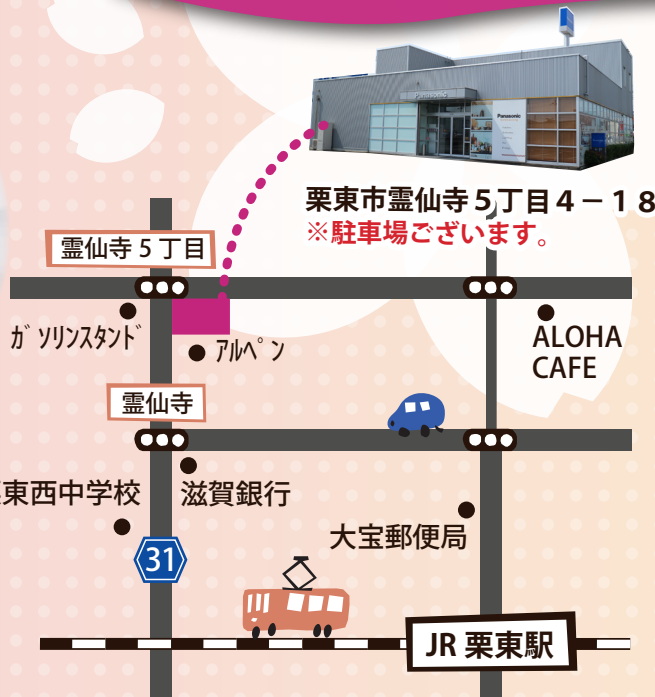 Panasonic
Panasonic
栗東市霊仙寺5丁目4－18
※駐車場ございます。
霊仙寺5丁目
ｶﾞｿﾘﾝｽﾀﾝﾄﾞ
ｱﾙﾍﾟﾝ
ALOHA
CAFE
霊仙寺
東西中学校
滋賀銀行
大宝郵便局
31
JR 栗東駅